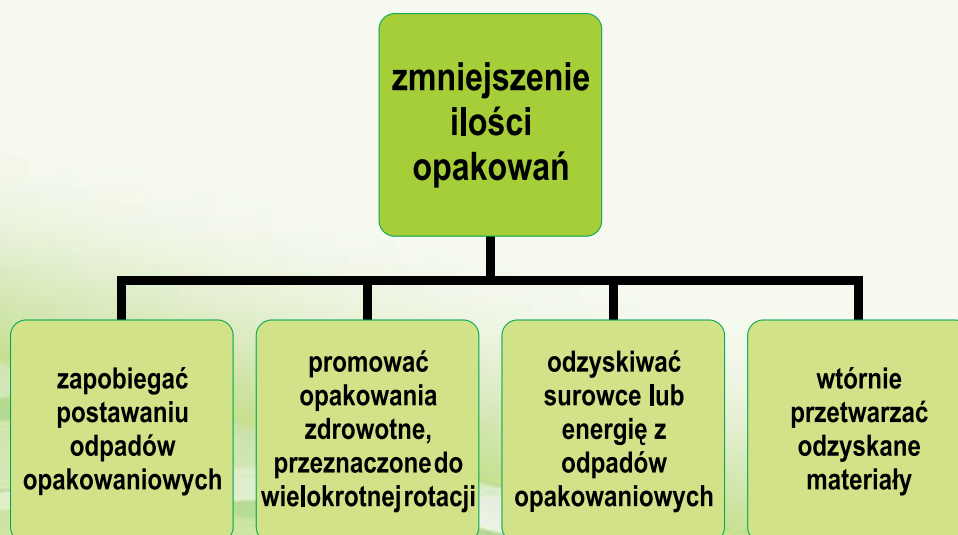 zmniejszenie
ilości
opakowań
zapobiegać
postawaniu
odpadów
opakowaniowych
promować
opakowania
zdrowotne,
przeznaczone do
wielokrotnej rotacji
odzyskiwać
surowce lub
energię z
odpadów
opakowaniowych
wtórnie
przetwarzać
odzyskane
materiały